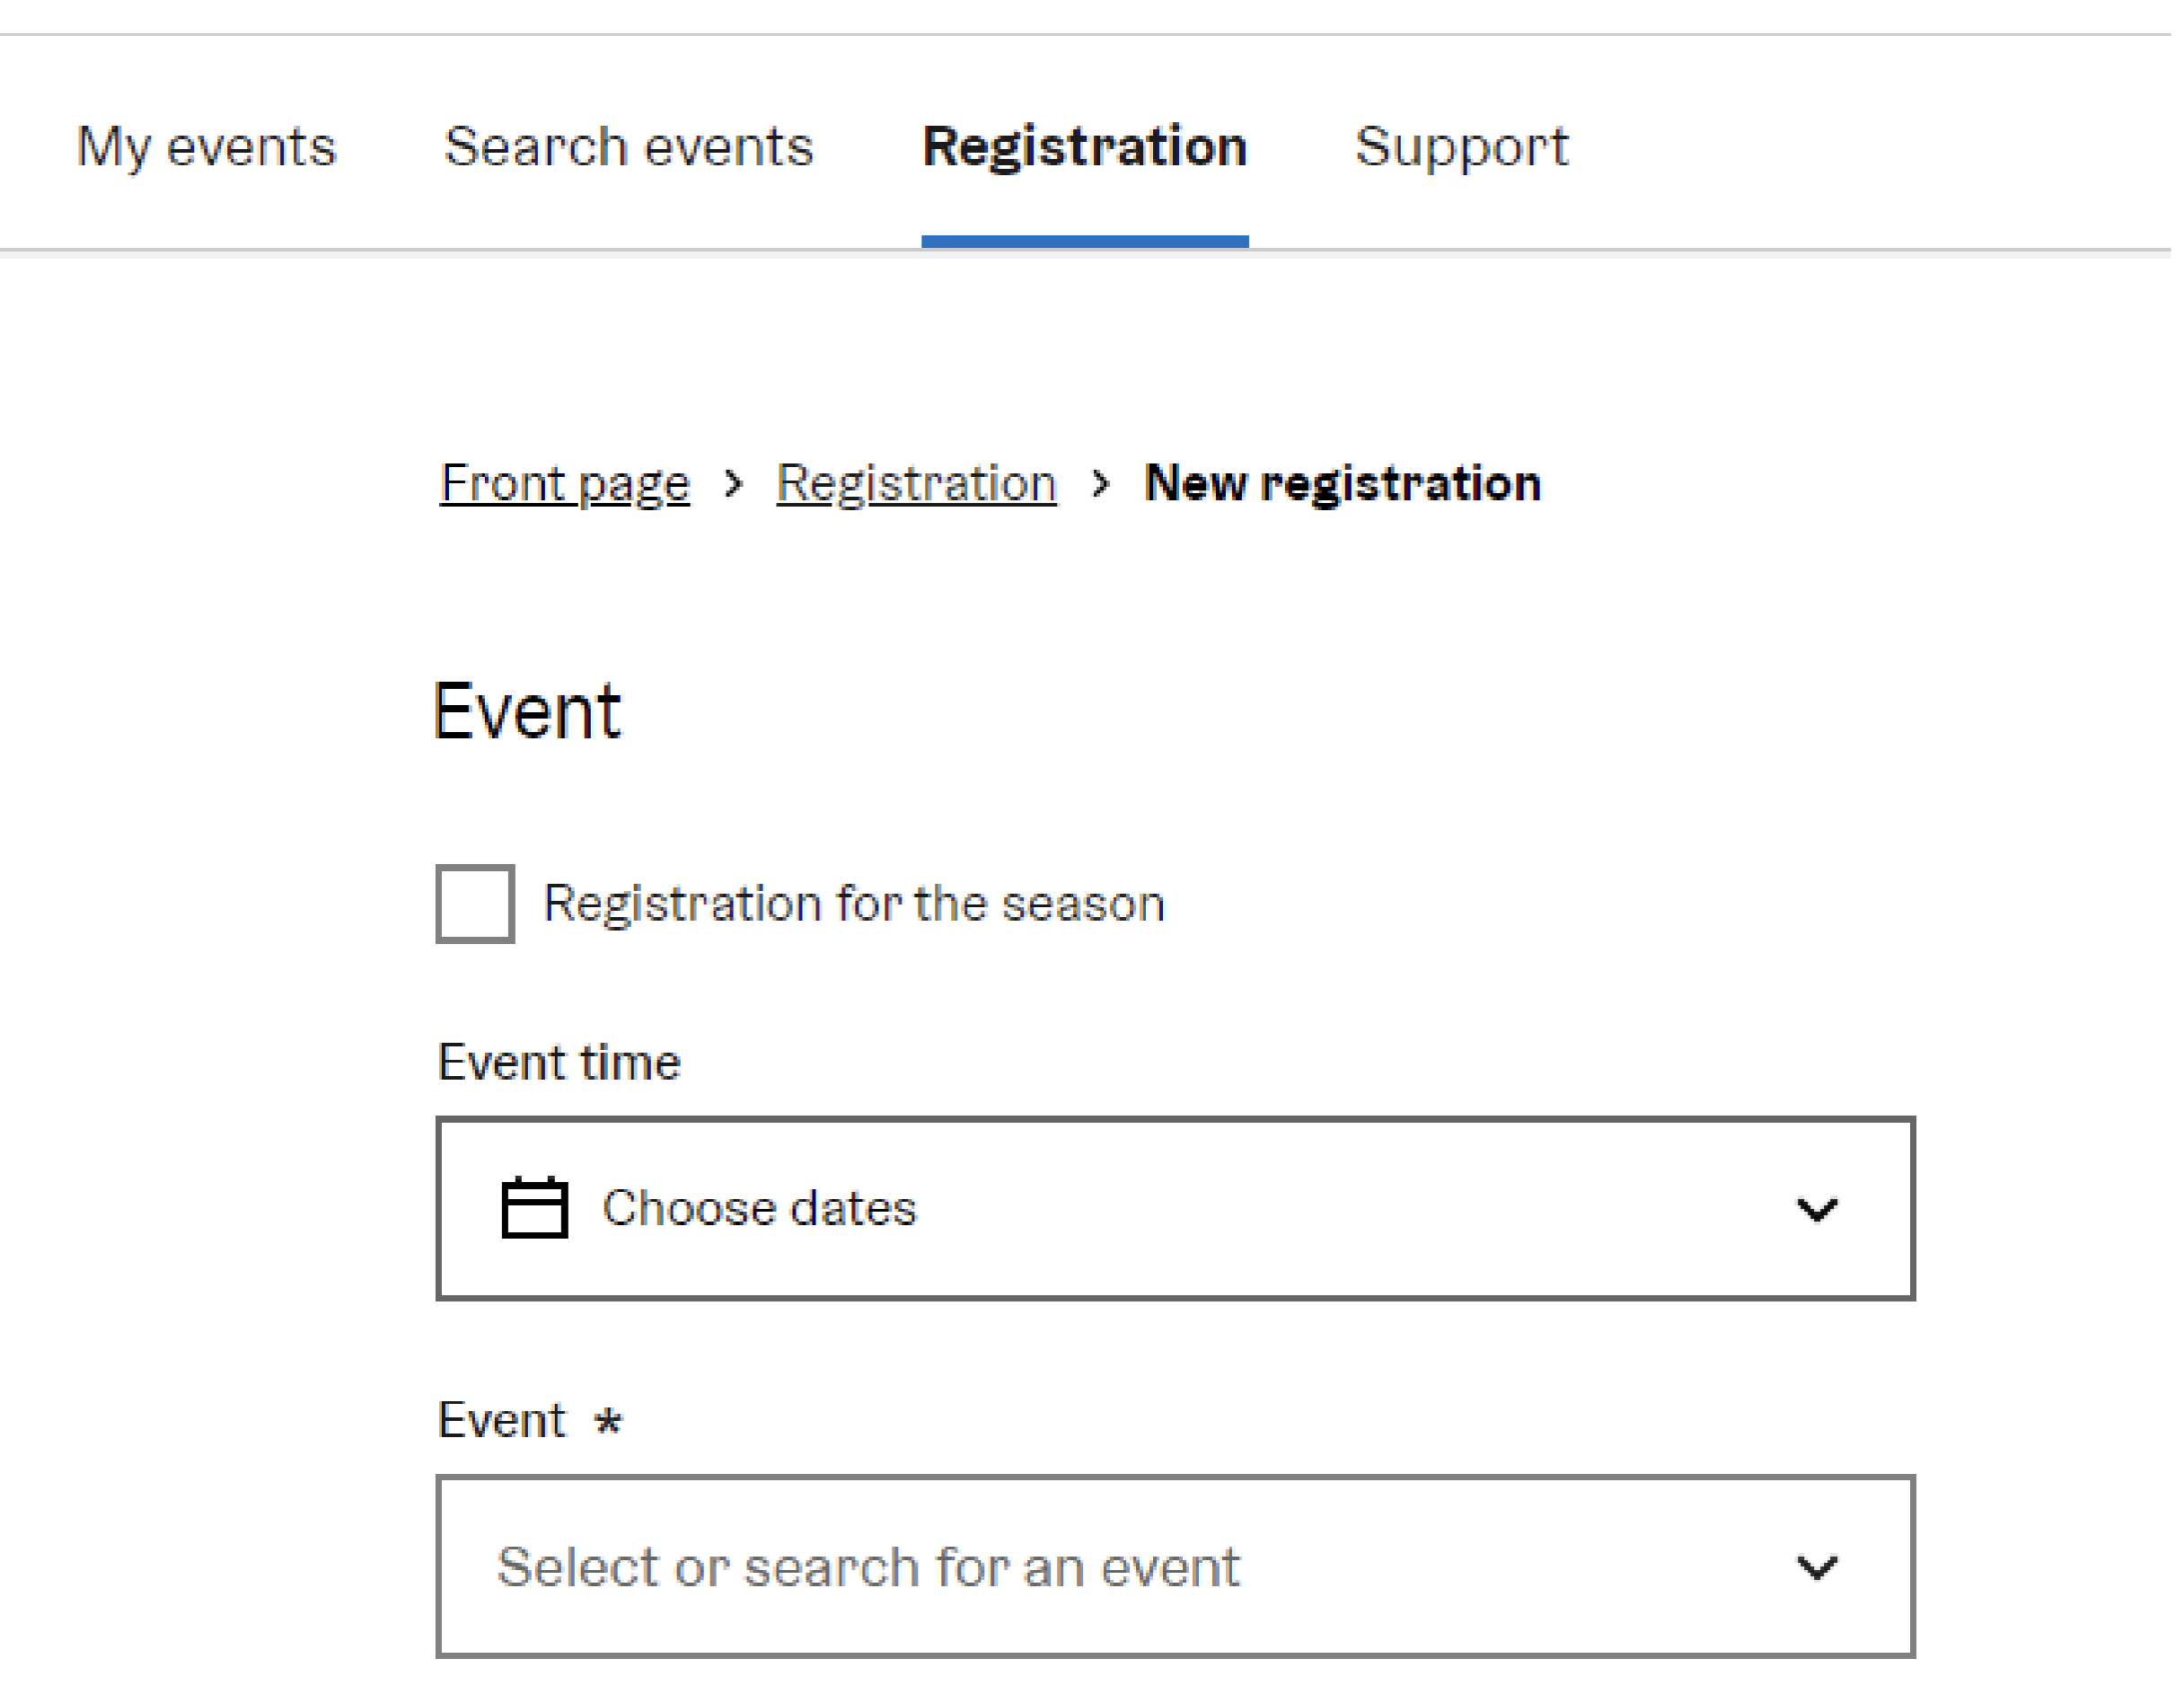 My events Search events Registration Support
Front page > Registration > New registration
Event
Registration for the season
Event time
Choose dates
Event *
Select or search for an event